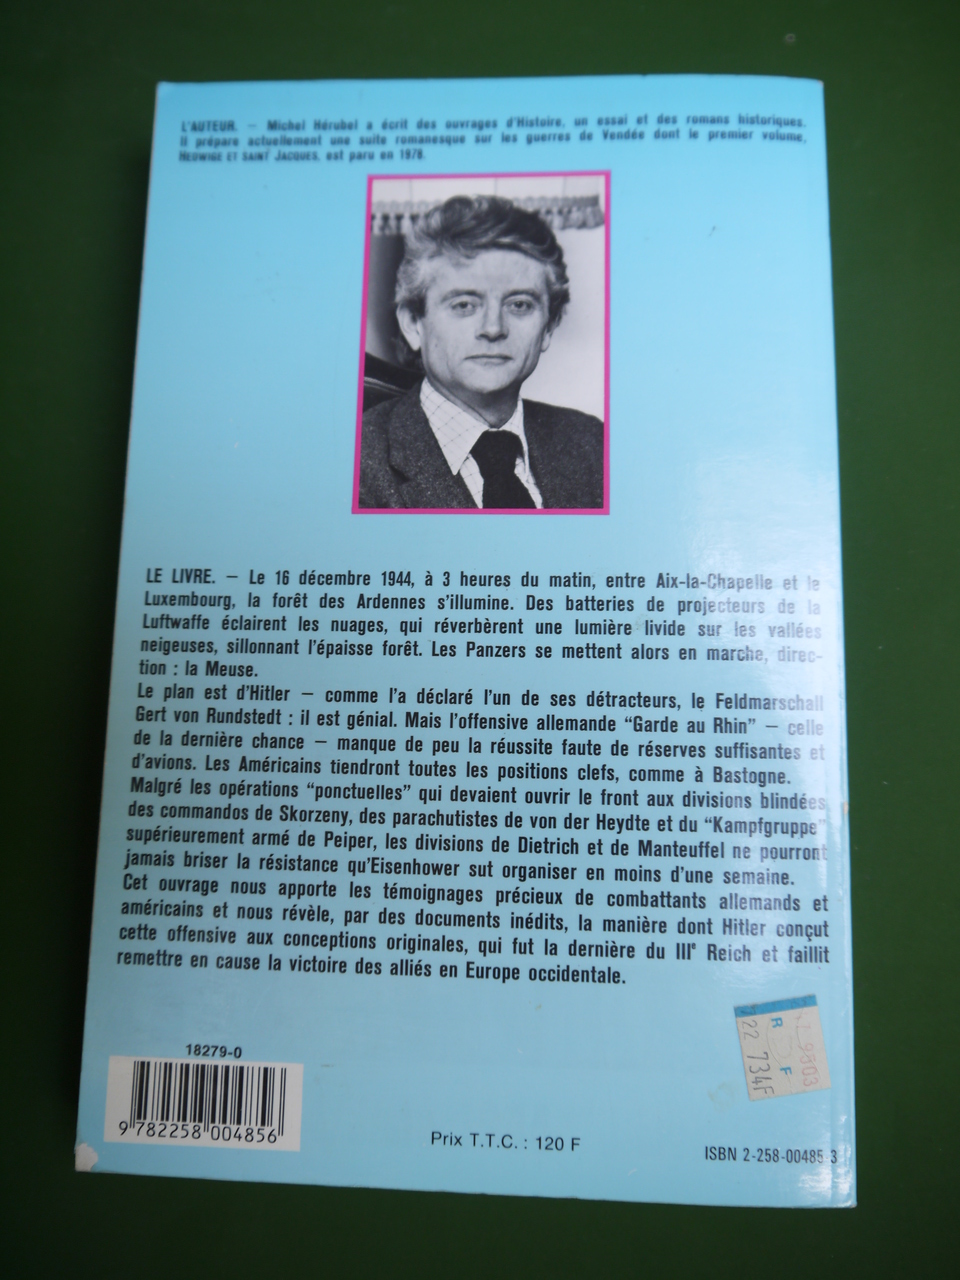 L'AUTEUR. — Michel Hérubel a écrit des ouvrages d'Histoire, un essai et des romans historiques.
Il prépare actuellement une suite romanesque sur les guerres de Vendée dont le premier volume,
HEDWIGE ET SAINT JACQUES, est paru en 1978.
LE LIVRE. — Le 16 décembre 1944, à 3 heures du matin, entre Aix-la-Chapelle et le
Luxembourg, la forêt des Ardennes s'illumine. Des batteries de projecteurs de la
Luftwaffe éclairent les nuages, qui réverbèrent une lumière livide sur les vallées
neigeuses, sillonnant l'épaisse forêt. Les Panzers se mettent alors en marche, direc-
tion : la Meuse.
Le plan est d'Hitler — comme l'a déclaré l'un de ses détracteurs, le Feldmarschall
Gert von Rundstedt : il est génial. Mais l'offensive allemande "Garde au Rhin" — celle
de la dernière chance — manque de peu la réussite faute de réserves suffisantes et
d'avions. Les Américains tiendront toutes les positions clefs, comme à Bastogne.
Malgré les opérations "ponctuelles" qui devaient ouvrir le front aux divisions blindées
des commandos de Skorzeny, des parachutistes de von der Heydte et du "Kampfgruppe"
supérieurement armé de Peiper, les divisions de Dietrich et de Manteuffel ne pourront
jamais briser la résistance qu'Eisenhower sut organiser en moins d'une semaine.
Cet ouvrage nous apporte les témoignages précieux de combattants allemands et
américains et nous révèle, par des documents inédits, la manière dont Hitler conçut
cette offensive aux conceptions originales, qui fut la dernière du IIIe Reich et faillit
remettre en cause la victoire des alliés en Europe occidentale.
R F
22 734F
18279-0
9 782258 004856
Prix T.T.C. : 120 F
ISBN 2-258-00485-3